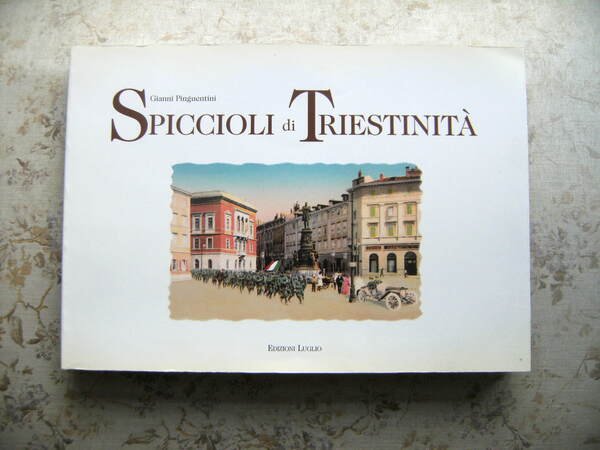 Gianni Pinguentini
SPICCIOLI di TRIESTINITÀ
EDIZIONI LUGLIO